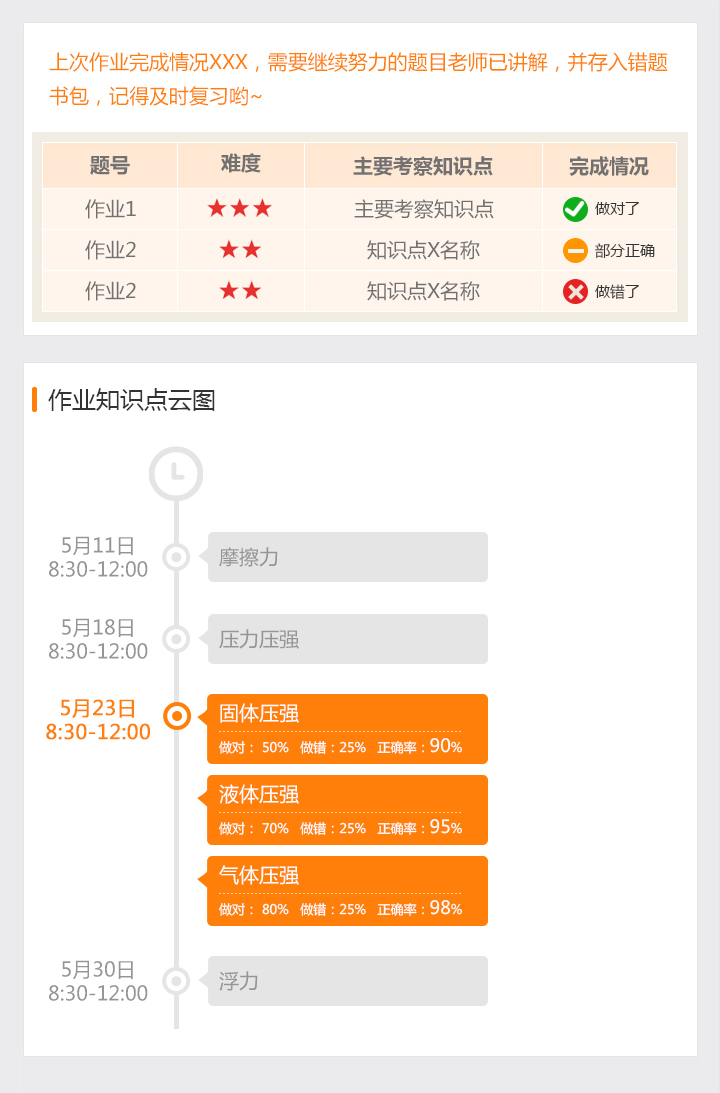 上次作业完成情况XXX，需要继续努力的题目老师已讲解，并存入错题
书包，记得及时复习哟~
题号 难度 主要考察知识点 完成情况
作业1 ★★★ 主要考察知识点 做对了
作业2 ★★ 知识点X名称 部分正确
作业2 ★★ 知识点X名称 做错了
作业知识点云图
5月11日
8:30-12:00
摩擦力
5月18日
8:30-12:00
压力压强
5月23日
8:30-12:00
固体压强
做对： 50% 做错：25% 正确率：90%
液体压强
做对： 70% 做错：25% 正确率：95%
气体压强
做对： 80% 做错：25% 正确率：98%
5月30日
8:30-12:00
浮力